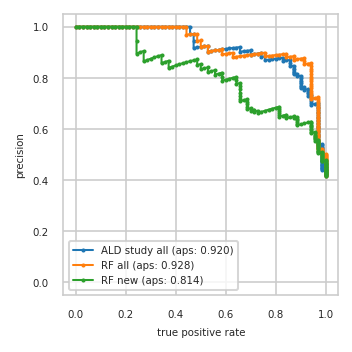 1.0
0.8
0.6
0.4
0.2
0.0
precision
ALD study all (aps: 0.920)
RF all (aps: 0.928)
RF new (aps: 0.814)
0.0 0.2 0.4 0.6 0.8 1.0
true positive rate